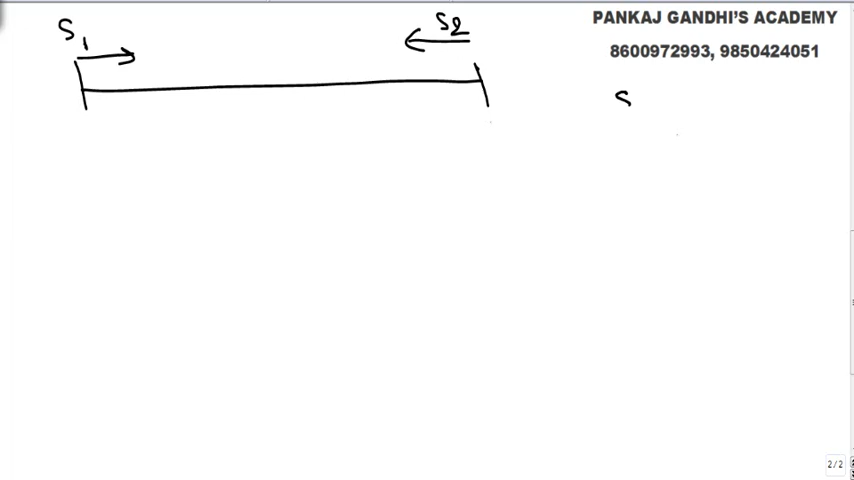 PANKAJ GANDHI'S ACADEMY
8600972993, 9850424051
S1
S2
S
2/2